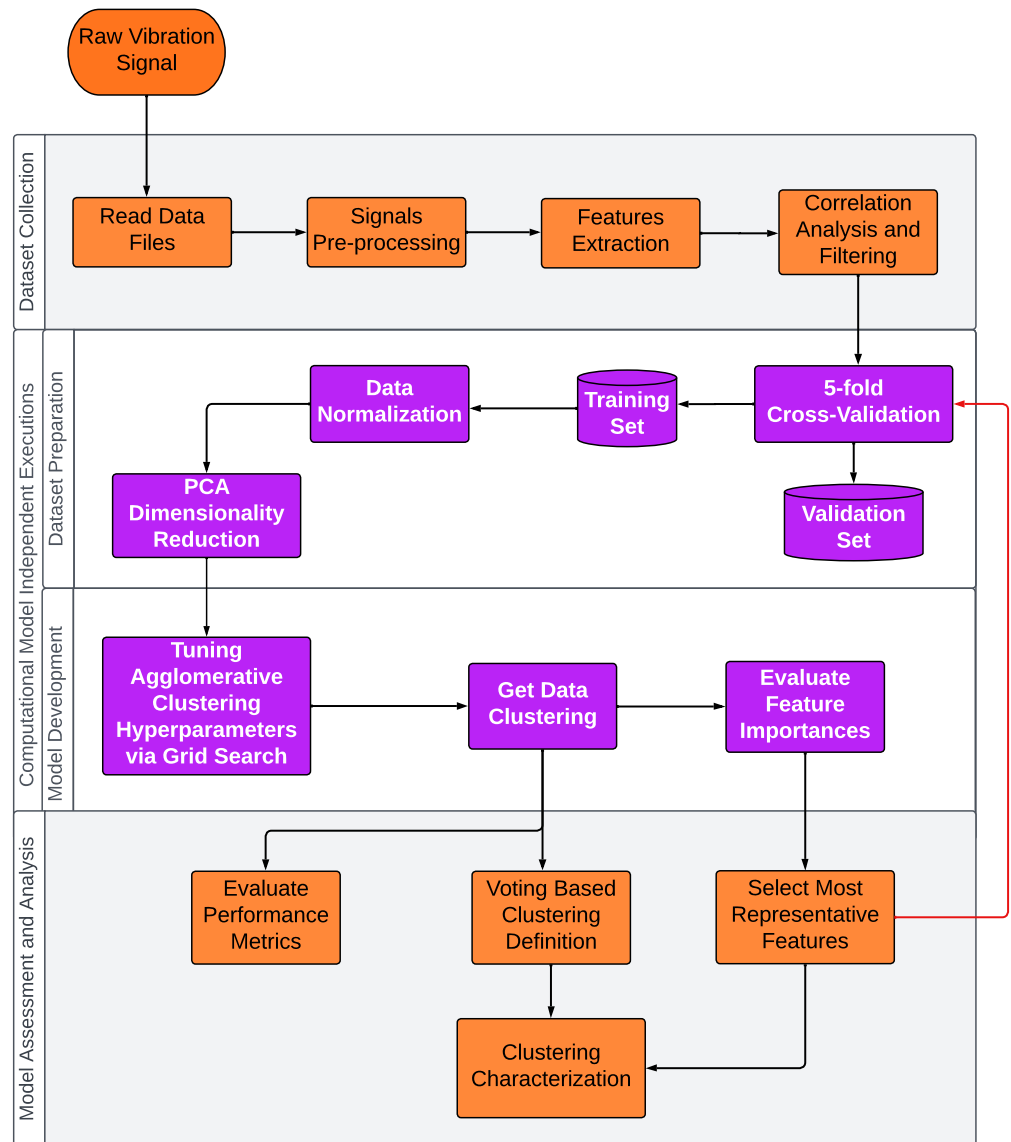 Raw Vibration
Signal
Dataset Collection
Read Data
Files
Signals
Pre-processing
Features
Extraction
Correlation
Analysis and
Filtering
Computational Model Independent Executions
Dataset Preparation
Data
Normalization
Training
Set
5-fold
Cross-Validation
PCA
Dimensionality
Reduction
Validation
Set
Model Development
Tuning
Agglomerative
Clustering
Hyperparameters
via Grid Search
Get Data
Clustering
Evaluate
Feature
Importances
Model Assessment and Analysis
Evaluate
Performance
Metrics
Voting Based
Clustering
Definition
Select Most
Representative
Features
Clustering
Characterization